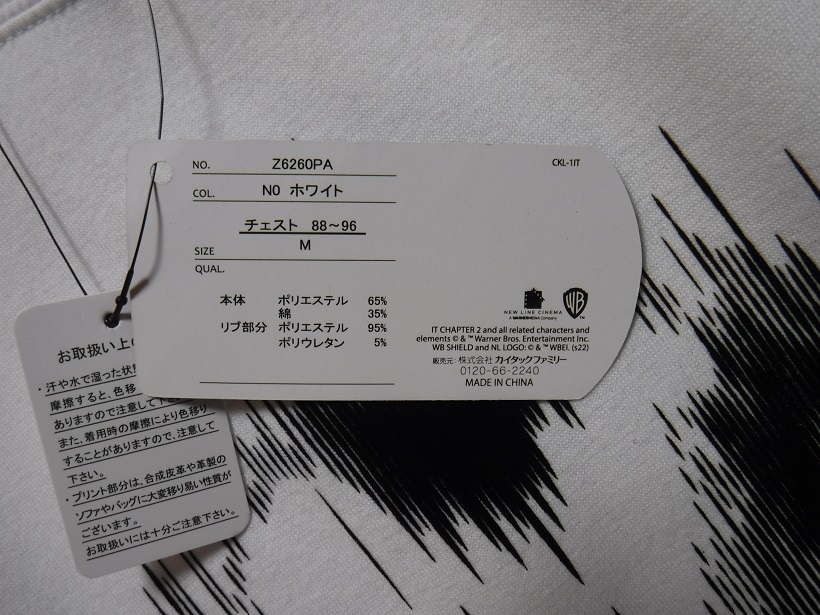 NO. Z6260PA
CKL-1IT
COL. N0 ホワイト
チェスト 88～96
SIZE M
QUAL.
本体 ポリエステル 65%
綿 35%
リブ部分 ポリエステル 95%
ポリウレタン 5%
NEW LINE CINEMA
A WARNERMEDIA Company
WB
IT CHAPTER 2 and all related characters and
elements © & ™ Warner Bros. Entertainment Inc.
WB SHIELD and NL LOGO: © & ™ WBEI. (s22)
販売元: 株式会社 カイタックファミリー
0120-66-2240
MADE IN CHINA
お取扱い上の
・汗や水で湿った状態
摩擦すると、色移
ありますので注意して下さ
また、着用時の摩擦により色移り
することがありますので、注意して
下さい。
・プリント部分は、合成皮革や革製の
ソファやバッグに大変移り易い性質が
ございます。
お取扱いには十分ご注意下さい。